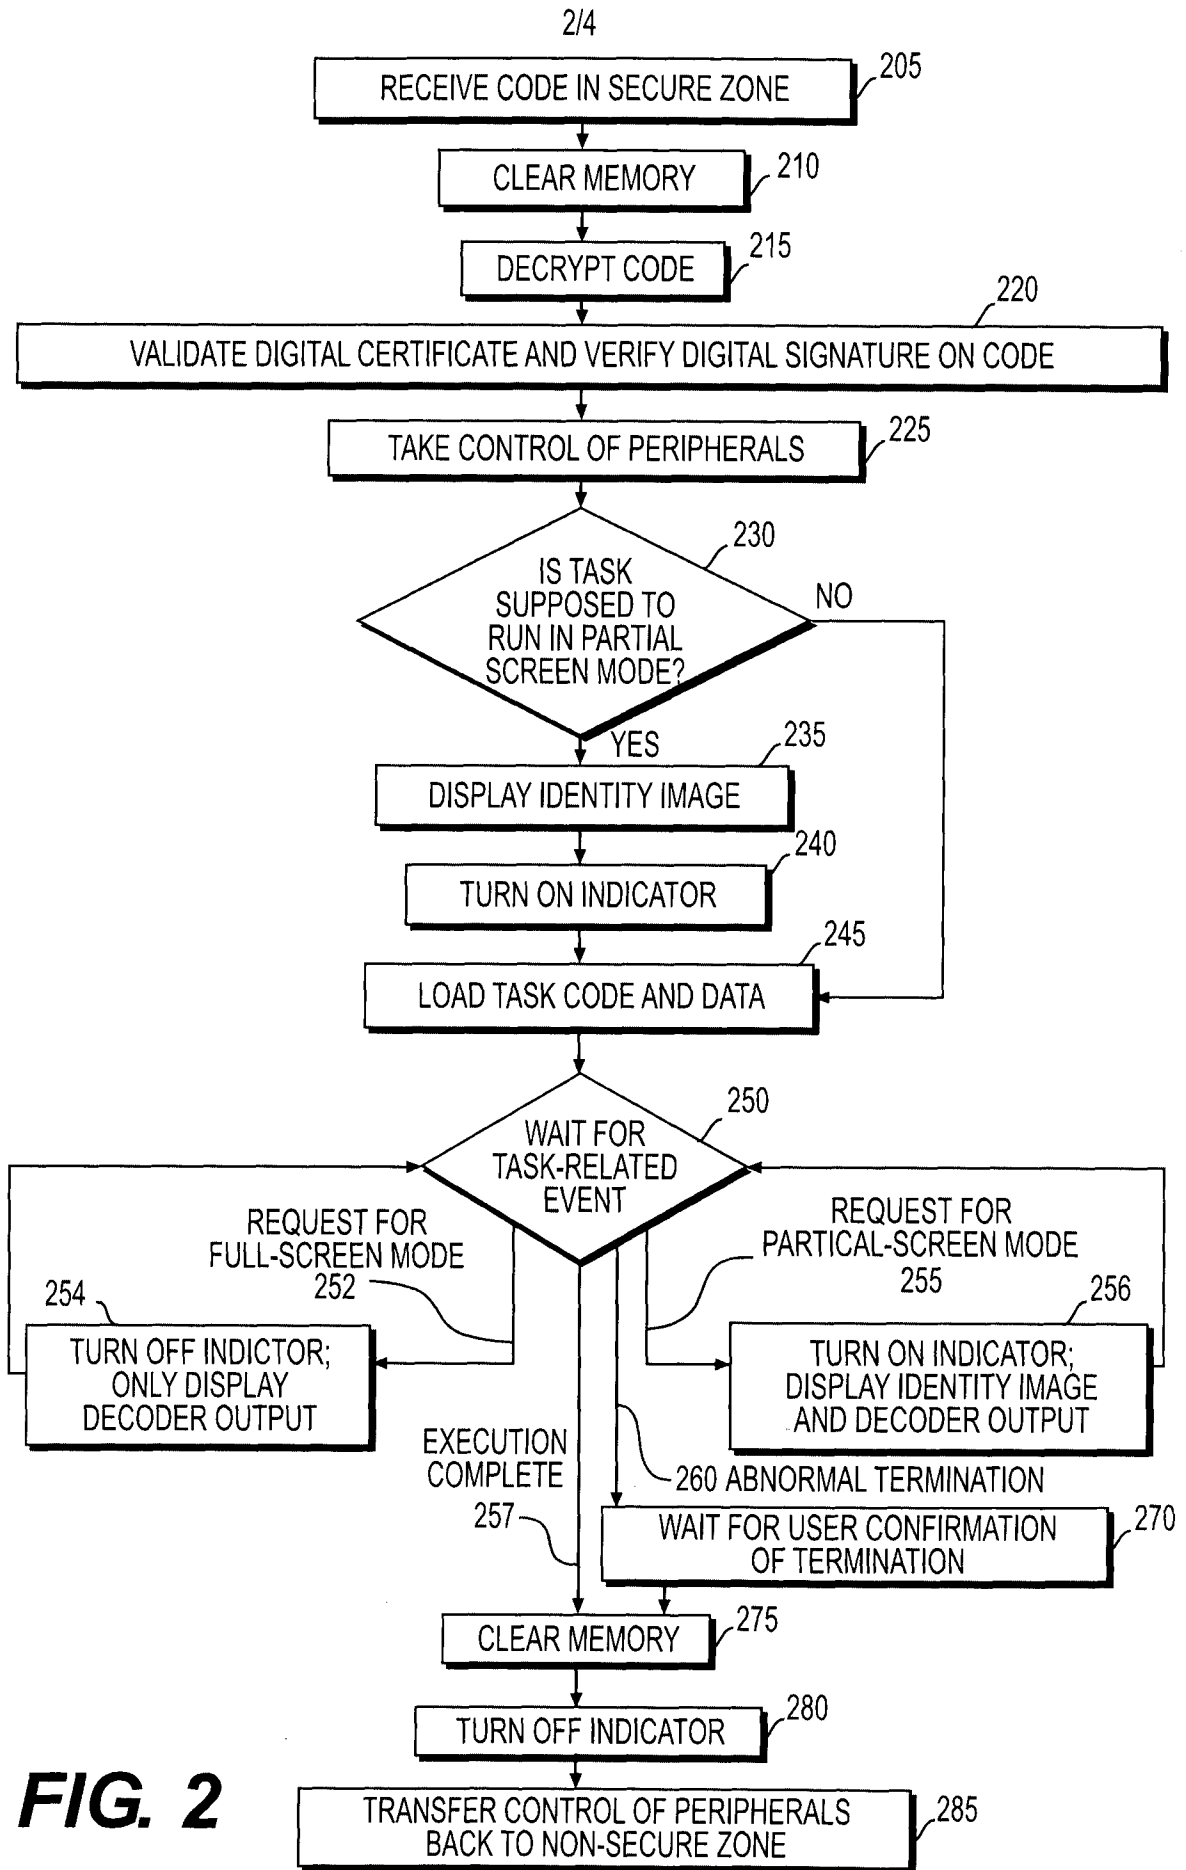 2/4
RECEIVE CODE IN SECURE ZONE
205
CLEAR MEMORY
210
DECRYPT CODE
215
220
VALIDATE DIGITAL CERTIFICATE AND VERIFY DIGITAL SIGNATURE ON CODE
TAKE CONTROL OF PERIPHERALS
225
230
IS TASK
SUPPOSED TO
RUN IN PARTIAL
SCREEN MODE?
NO
YES
235
DISPLAY IDENTITY IMAGE
240
TURN ON INDICATOR
245
LOAD TASK CODE AND DATA
250
WAIT FOR
TASK-RELATED
EVENT
REQUEST FOR
FULL-SCREEN MODE
252
REQUEST FOR
PARTICAL-SCREEN MODE
255
254
TURN OFF INDICTOR;
ONLY DISPLAY
DECODER OUTPUT
256
TURN ON INDICATOR;
DISPLAY IDENTITY IMAGE
AND DECODER OUTPUT
EXECUTION
COMPLETE
257
260 ABNORMAL TERMINATION
WAIT FOR USER CONFIRMATION
OF TERMINATION
270
CLEAR MEMORY
275
TURN OFF INDICATOR
280
TRANSFER CONTROL OF PERIPHERALS
BACK TO NON-SECURE ZONE
285
FIG. 2